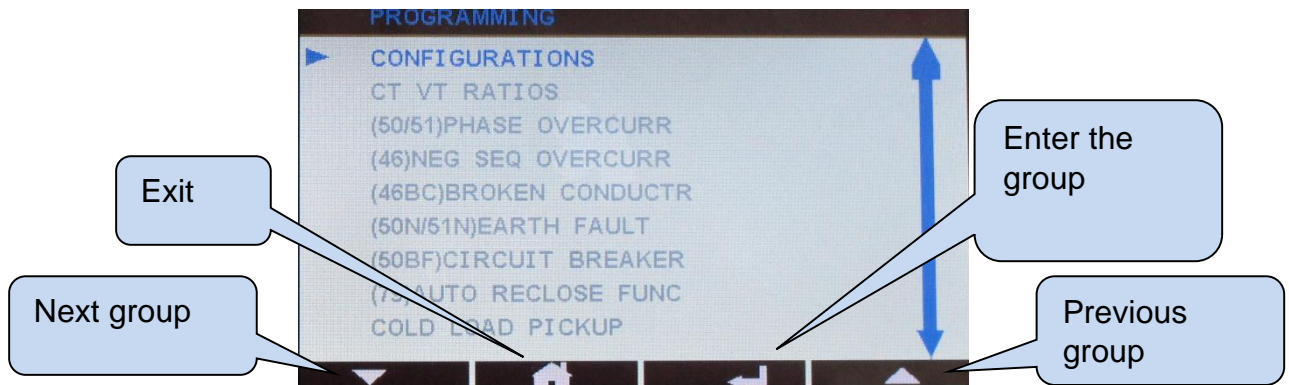 PROGRAMMING
CONFIGURATIONS
CT VT RATIOS
(50/51)PHASE OVERCURR
(46)NEG SEQ OVERCURR
(46BC)BROKEN CONDUCTR
(50N/51N)EARTH FAULT
(50BF)CIRCUIT BREAKER
(79)AUTO RECLOSE FUNC
COLD LOAD PICKUP
Exit
Next group
Enter the
group
Previous
group